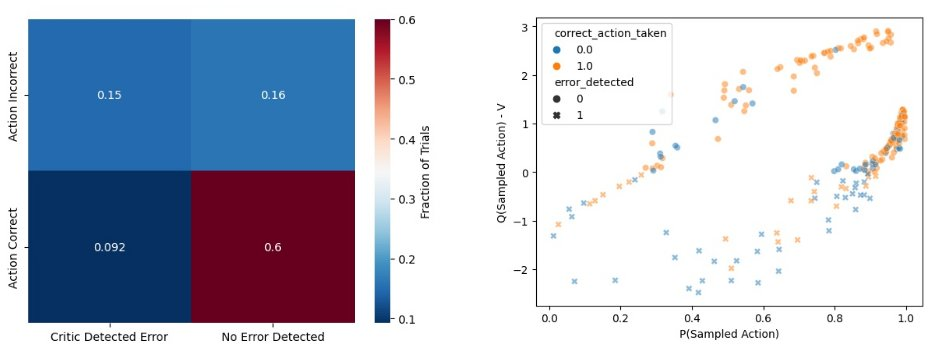 Action Incorrect
Action Correct
0.15
0.16
0.092
0.6
Critic Detected Error
No Error Detected
0.6
0.5
0.4
0.3
0.2
0.1
Fraction of Trials
correct_action_taken
0.0
1.0
error_detected
0
1
Q(Sampled Action) - V
3
2
1
0
−1
−2
0.0
0.2
0.4
0.6
0.8
1.0
P(Sampled Action)